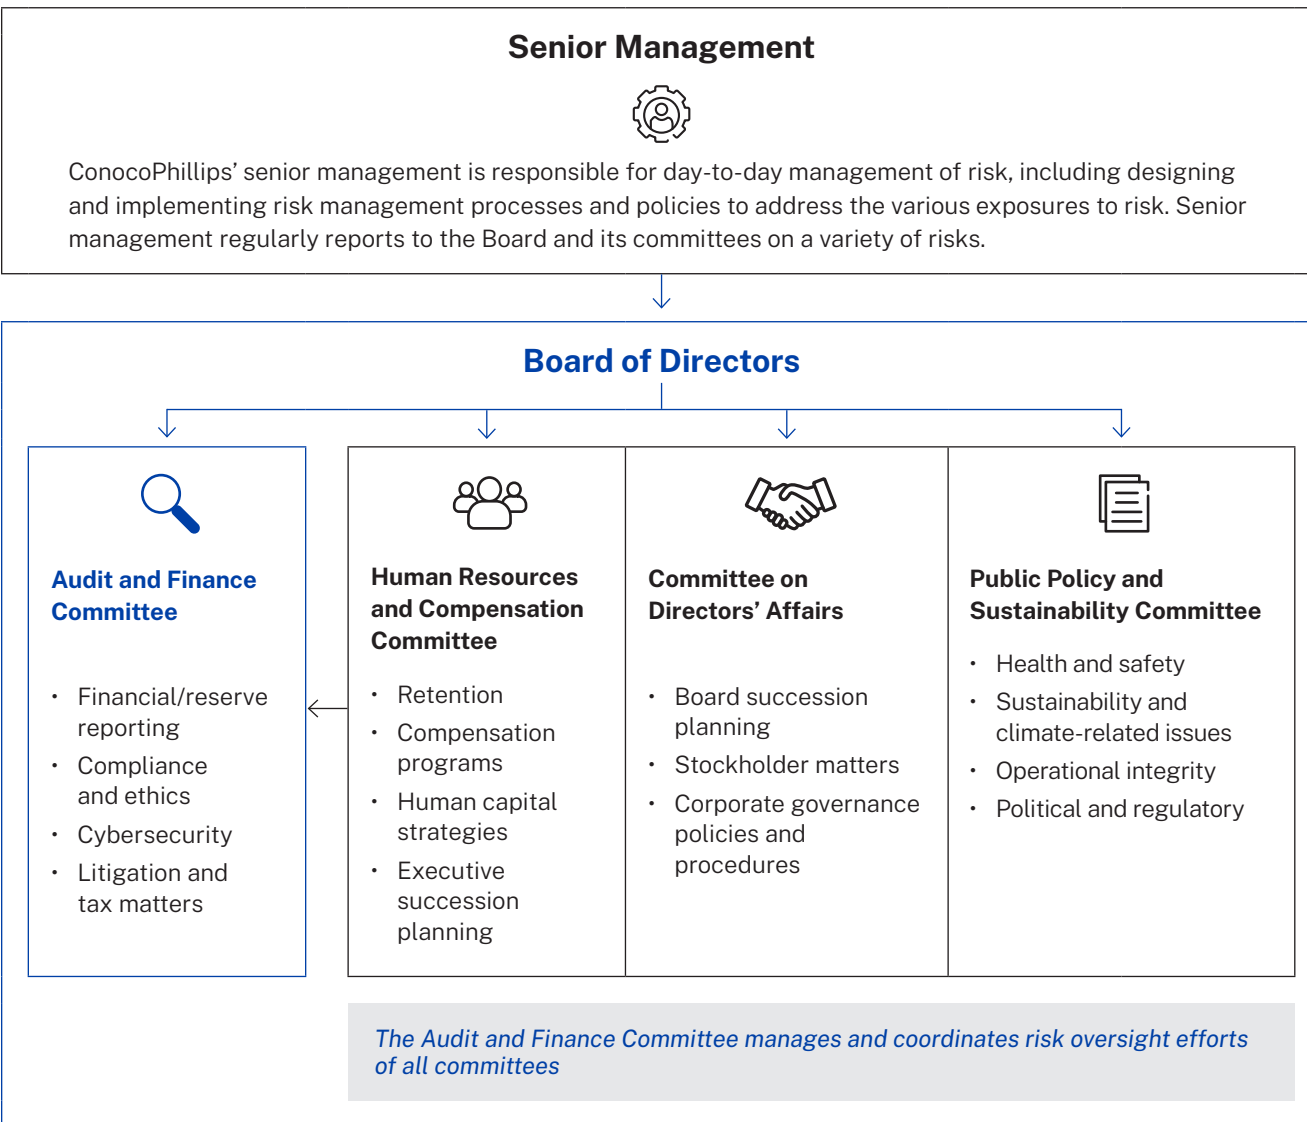 Senior Management
ConocoPhillips’ senior management is responsible for day-to-day management of risk, including designing
and implementing risk management processes and policies to address the various exposures to risk. Senior
management regularly reports to the Board and its committees on a variety of risks.
Board of Directors
Audit and Finance
Committee
• Financial/reserve
reporting
• Compliance
and ethics
• Cybersecurity
• Litigation and
tax matters
Human Resources
and Compensation
Committee
• Retention
• Compensation
programs
• Human capital
strategies
• Executive
succession
planning
Committee on
Directors’ Affairs
• Board succession
planning
• Stockholder matters
• Corporate governance
policies and
procedures
Public Policy and
Sustainability Committee
• Health and safety
• Sustainability and
climate-related issues
• Operational integrity
• Political and regulatory
The Audit and Finance Committee manages and coordinates risk oversight efforts
of all committees